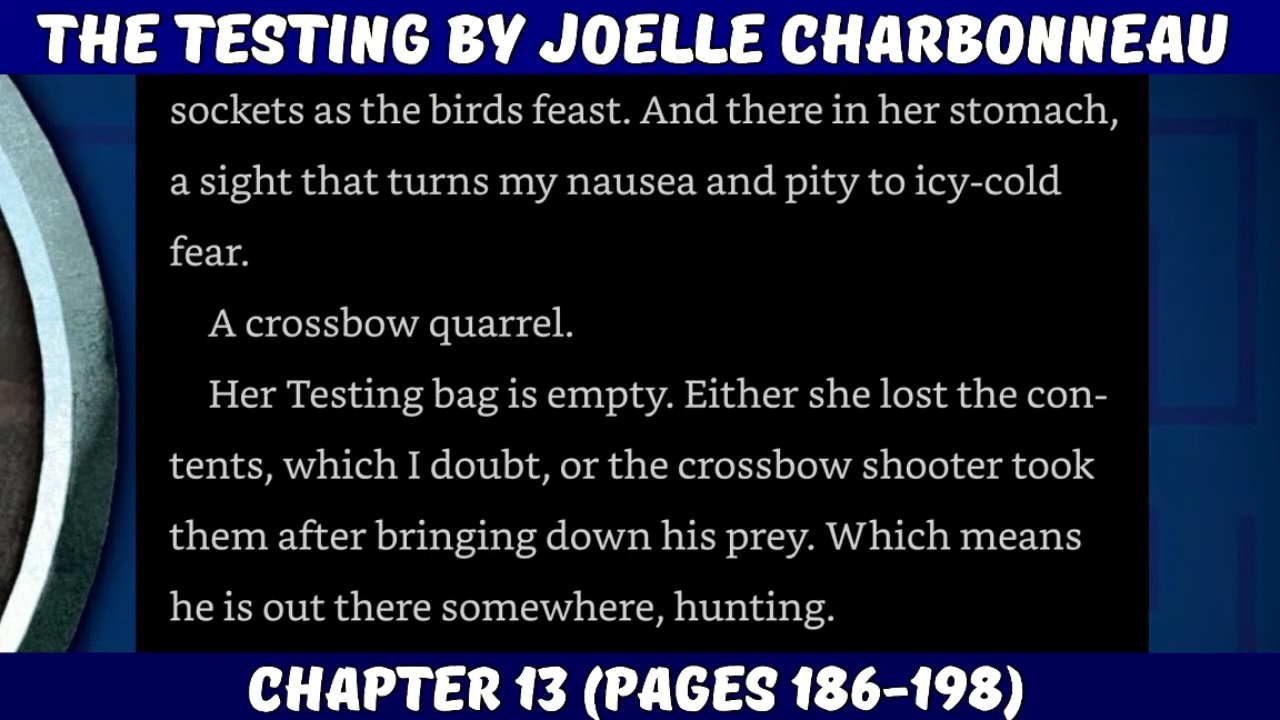 THE TESTING BY JOELLE CHARBONNEAU
sockets as the birds feast. And there in her stomach,
a sight that turns my nausea and pity to icy-cold
fear.
A crossbow quarrel.
Her Testing bag is empty. Either she lost the con-
tents, which I doubt, or the crossbow shooter took
them after bringing down his prey. Which means
he is out there somewhere, hunting.
CHAPTER 13 (PAGES 186-198)